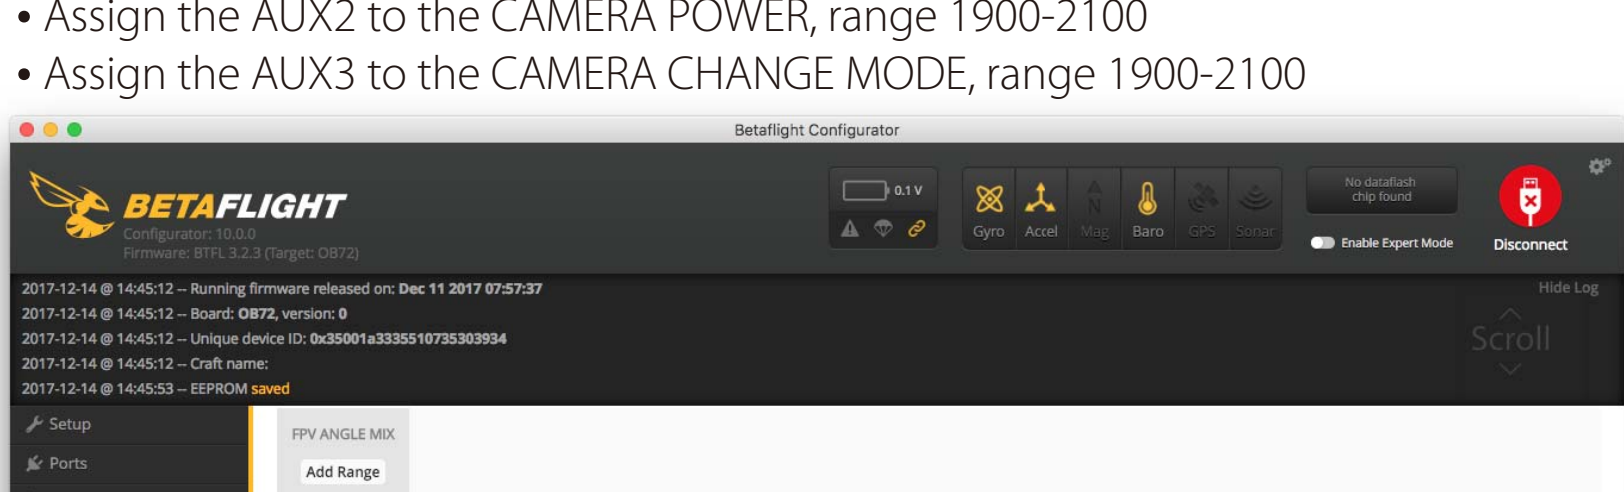 • Assign the AUX2 to the CAMERA POWER, range 1900-2100
• Assign the AUX3 to the CAMERA CHANGE MODE, range 1900-2100
Betaflight Configurator
BETAFLIGHT
Configurator: 10.0.0
Firmware: BTFL 3.2.3 (Target: OB72)
0.1 V
Gyro Accel Mag Baro GPS Sonar
No dataflash
chip found
Enable Expert Mode
Disconnect
2017-12-14 @ 14:45:12 -- Running firmware released on: Dec 11 2017 07:57:37
2017-12-14 @ 14:45:12 -- Board: OB72, version: 0
2017-12-14 @ 14:45:12 -- Unique device ID: 0x35001a3335510735303934
2017-12-14 @ 14:45:12 -- Craft name:
2017-12-14 @ 14:45:53 -- EEPROM saved
Hide Log
Scroll
Setup
Ports
FPV ANGLE MIX
Add Range